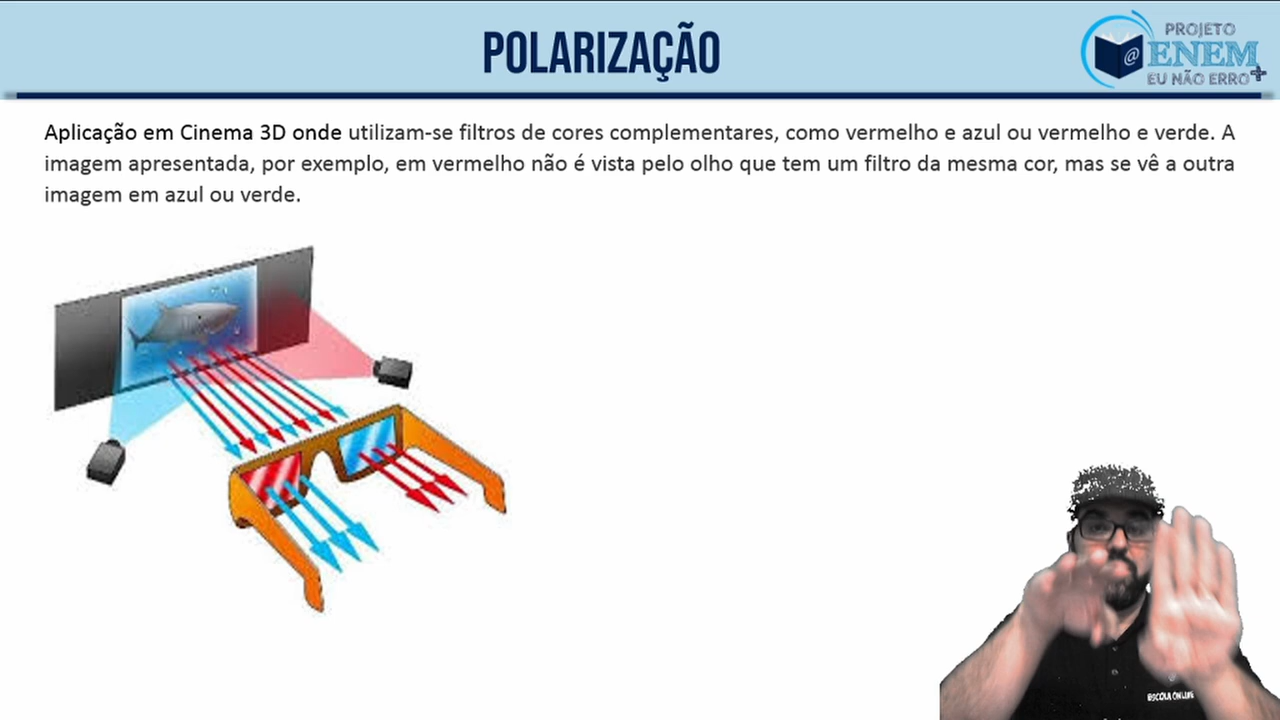 POLARIZAÇÃO
PROJETO
@ENEM+
EU NÃO ERRO
Aplicação em Cinema 3D onde utilizam-se filtros de cores complementares, como vermelho e azul ou vermelho e verde. A
imagem apresentada, por exemplo, em vermelho não é vista pelo olho que tem um filtro da mesma cor, mas se vê a outra
imagem em azul ou verde.
ESCOLA ONLINE